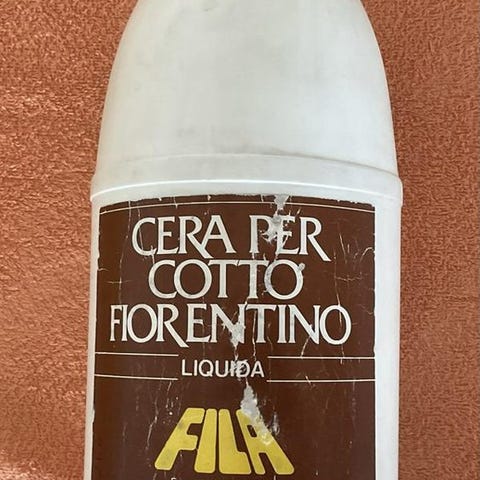 CERA PER
COTTO
FIORENTINO
LIQUIDA
FILA